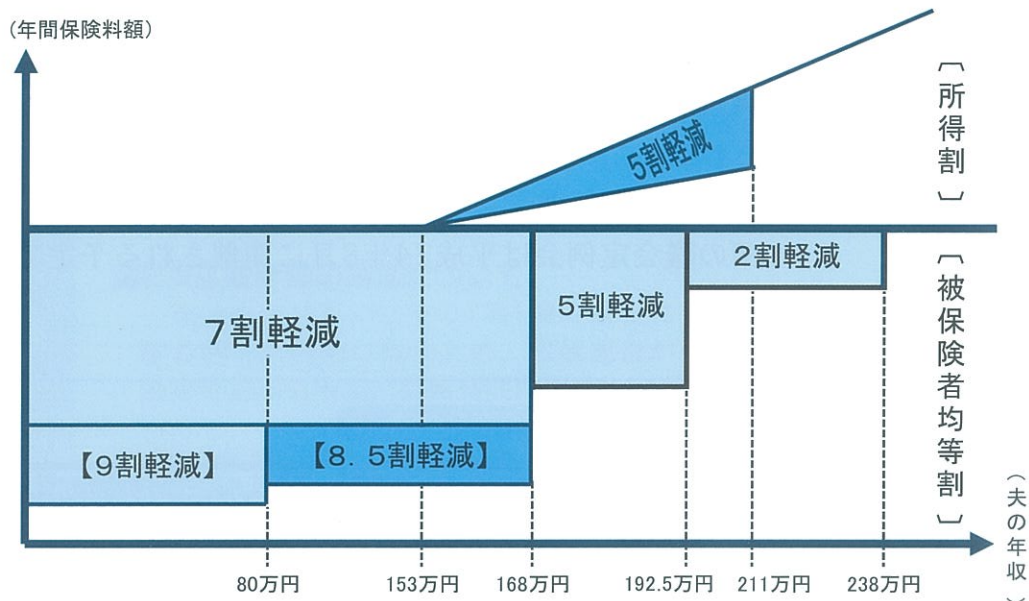 (年間保険料額)
〔所得割〕
5割軽減
2割軽減
5割軽減
7割軽減
〔被保険者均等割〕
【9割軽減】
【8.5割軽減】
(夫の年収)
80万円
153万円
168万円
192.5万円
211万円
238万円